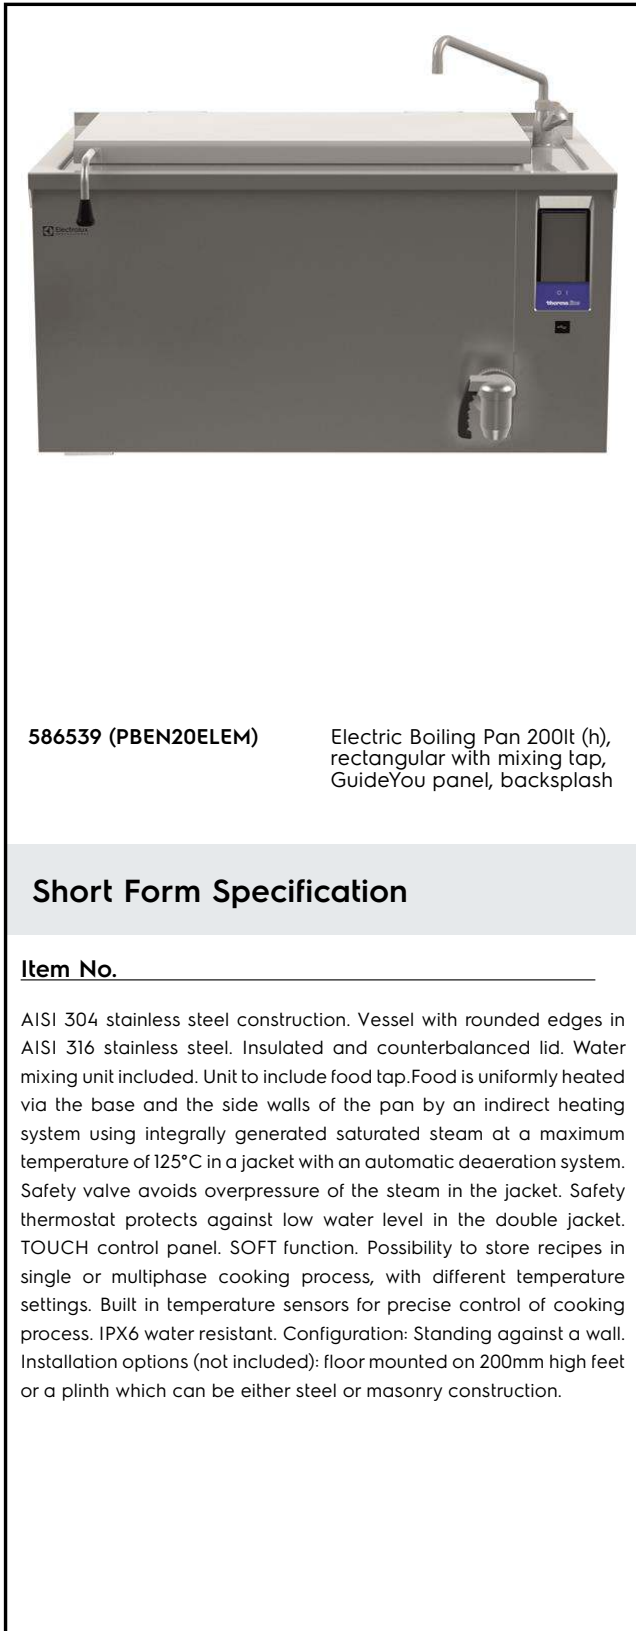 Electrolux
thermaline
586539 (PBEN20ELEM)
Electric Boiling Pan 200lt (h),
rectangular with mixing tap,
GuideYou panel, backsplash
Short Form Specification
Item No.
AISI 304 stainless steel construction. Vessel with rounded edges in
AISI 316 stainless steel. Insulated and counterbalanced lid. Water
mixing unit included. Unit to include food tap.Food is uniformly heated
via the base and the side walls of the pan by an indirect heating
system using integrally generated saturated steam at a maximum
temperature of 125°C in a jacket with an automatic deaeration system.
Safety valve avoids overpressure of the steam in the jacket. Safety
thermostat protects against low water level in the double jacket.
TOUCH control panel. SOFT function. Possibility to store recipes in
single or multiphase cooking process, with different temperature
settings. Built in temperature sensors for precise control of cooking
process. IPX6 water resistant. Configuration: Standing against a wall.
Installation options (not included): floor mounted on 200mm high feet
or a plinth which can be either steel or masonry construction.